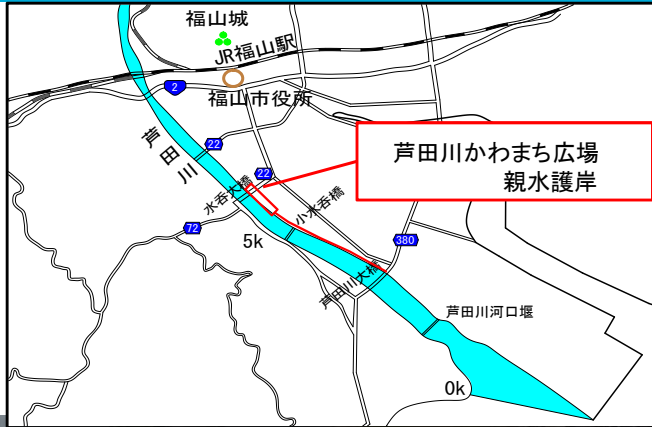 福山城
JR福山駅
2
福山市役所
芦田川
22
芦田川かわまち広場
親水護岸
22
水呑大橋
小水呑橋
72
5k
380
芦田川大橋
芦田川河口堰
0k